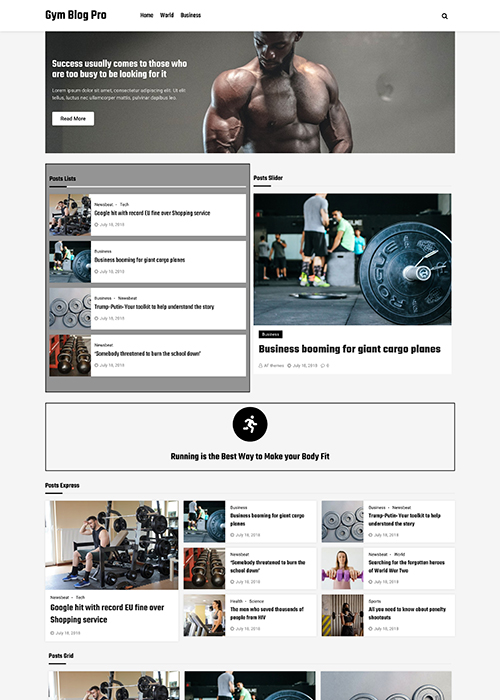 Gym Blog Pro
Home World Business
Success usually comes to those who
are too busy to be looking for it
Lorem ipsum dolor sit amet, consectetur adipiscing elit. Ut elit
tellus, luctus nec ullamcorper mattis, pulvinar dapibus leo.
Read More
Posts Lists
Newsbeat - Tech
Google hit with record EU fine over Shopping service
July 18, 2018
Business
Business booming for giant cargo planes
July 18, 2018
Business - Newsbeat
Trump-Putin: Your toolkit to help understand the story
July 18, 2018
Newsbeat
'Somebody threatened to burn the school down'
July 18, 2018
Posts Slider
ROGUE
Business
Business booming for giant cargo planes
AF themes July 18, 2018 0
Running is the Best Way to Make your Body Fit
Posts Express
Newsbeat - Tech
Google hit with record EU fine over
Shopping service
July 18, 2018
Business
Business booming for giant cargo
planes
July 18, 2018
Newsbeat
'Somebody threatened to burn the
school down'
July 18, 2018
Health - Science
The man who saved thousands of
people from HIV
July 18, 2018
Business - Newsbeat
Trump-Putin: Your toolkit to help
understand the story
July 18, 2018
Newsbeat - World
Searching for the forgotten heroes
of World War Two
July 18, 2018
Sports
All you need to know about penalty
shootouts
July 18, 2018
Posts Grid